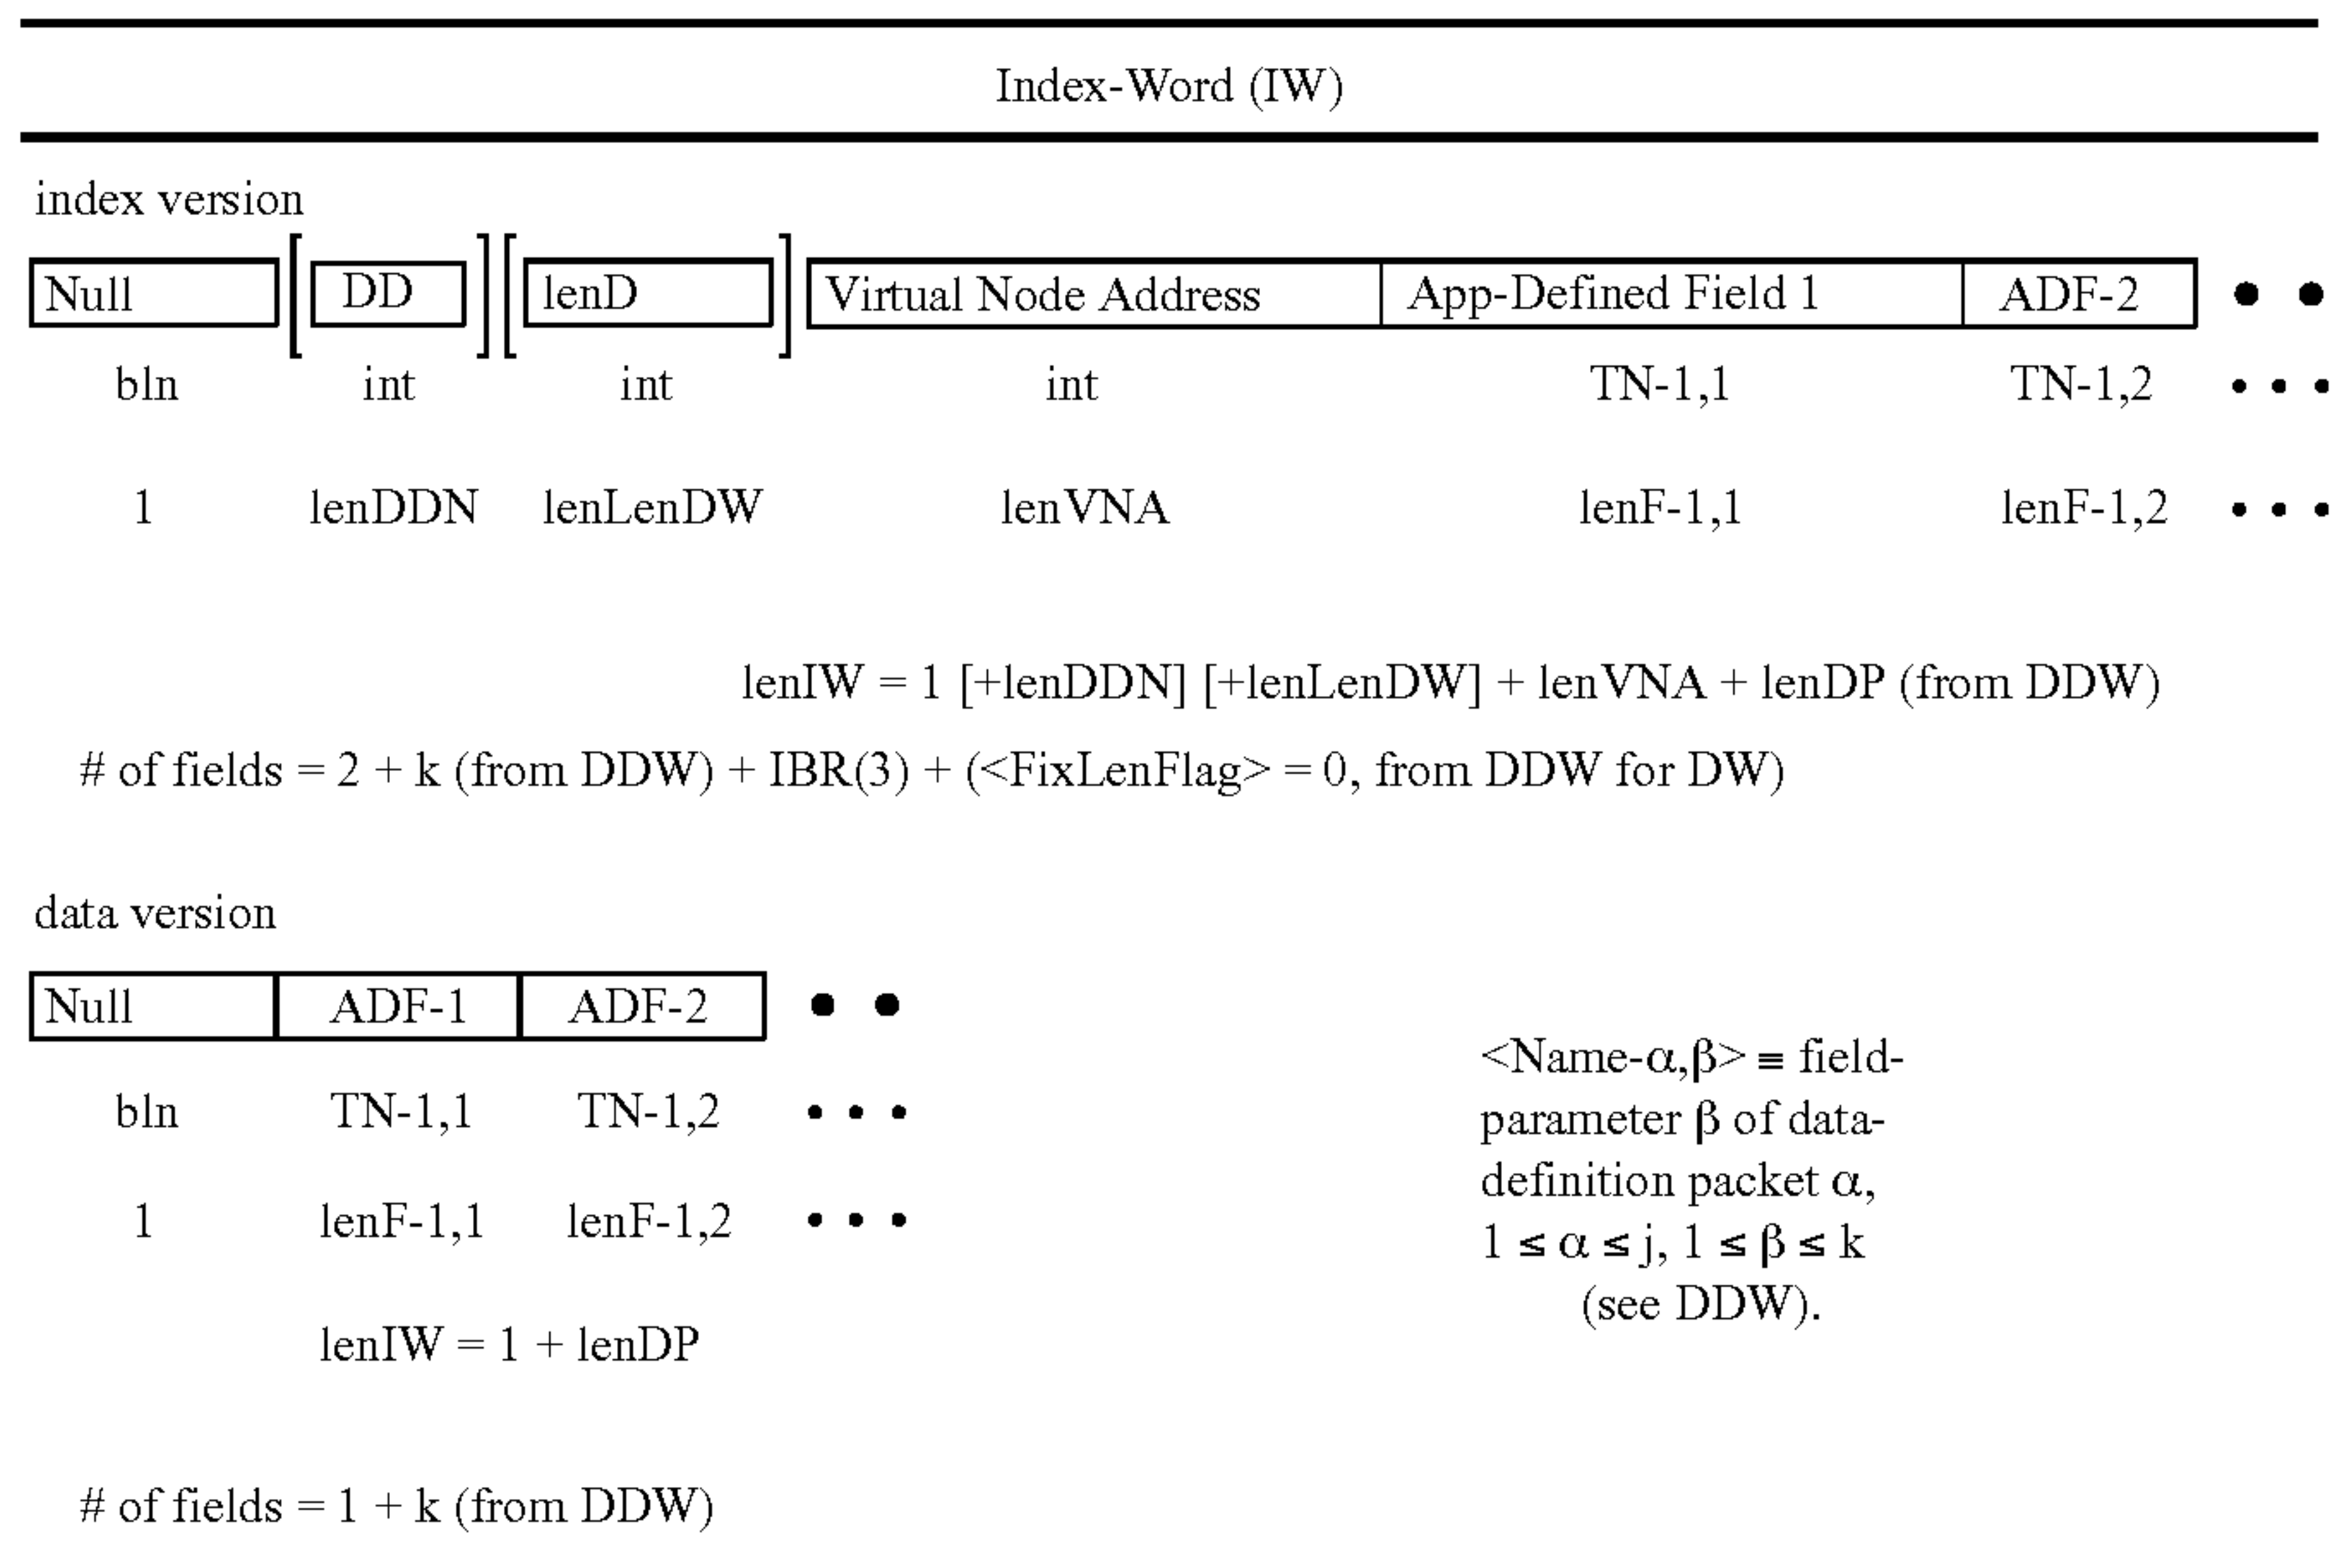 Index-Word (IW)
index version
Null [ DD ] [ lenD ] Virtual Node Address App-Defined Field 1 ADF-2 • •
bln int int int TN-1,1 TN-1,2 • • •
1 lenDDN lenLenDW lenVNA lenF-1,1 lenF-1,2 • • •
lenIW = 1 [+lenDDN] [+lenLenDW] + lenVNA + lenDP (from DDW)
# of fields = 2 + k (from DDW) + IBR(3) + (<FixLenFlag> = 0, from DDW for DW)
data version
Null ADF-1 ADF-2 • •
bln TN-1,1 TN-1,2 • • •
1 lenF-1,1 lenF-1,2 • • •
lenIW = 1 + lenDP
# of fields = 1 + k (from DDW)
<Name-α,β> ≡ field-
parameter β of data-
definition packet α,
1 ≤ α ≤ j, 1 ≤ β ≤ k
(see DDW).